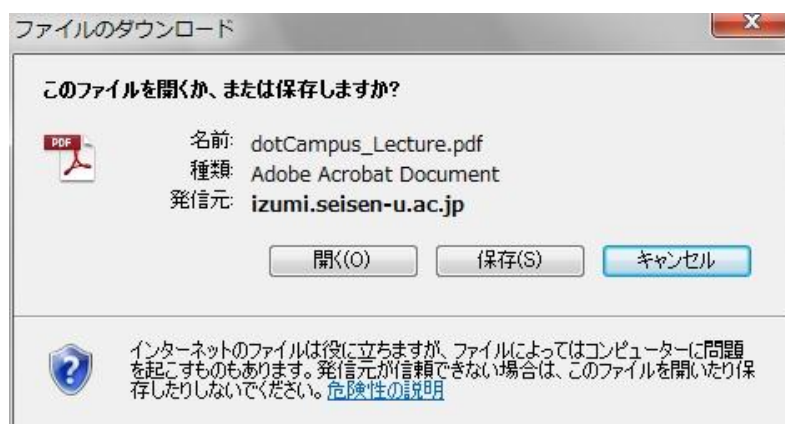 ファイルのダウンロード
このファイルを開くか、または保存しますか?
PDF
名前: dotCampus_Lecture.pdf
種類: Adobe Acrobat Document
発信元: izumi.seisen-u.ac.jp
開く(O) 保存(S) キャンセル
インターネットのファイルは役に立ちますが、ファイルによってはコンピューターに問題
を起こすものもあります。発信元が信頼できない場合は、このファイルを開いたり保
存したりしないでください。危険性の説明